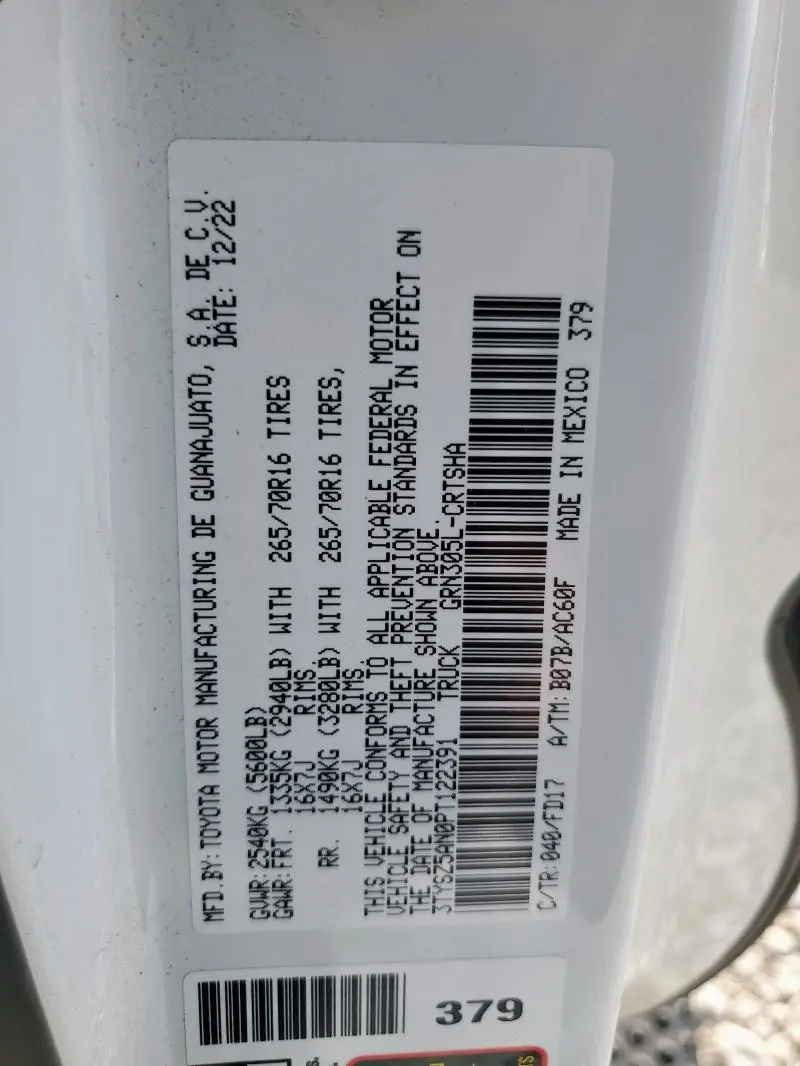 MFD.BY:TOYOTA MOTOR MANUFACTURING DE GUANAJUATO, S.A. DE C.V.
DATE: 12/22
GVWR:2540KG (5600LB)
GAWR:FRT. 1335KG (2940LB) WITH 265/70R16 TIRES
16X7J RIMS.
RR. 1490KG (3280LB) WITH 265/70R16 TIRES,
16X7J RIMS.
THIS VEHICLE CONFORMS TO ALL APPLICABLE FEDERAL MOTOR
VEHICLE SAFETY AND THEFT PREVENTION STANDARDS IN EFFECT ON
THE DATE OF MANUFACTURE SHOWN ABOVE.
3TYSZ5AN0PT122391 TRUCK GRN305L-CRTSHA
C/TR:040/FD17 A/TM:B07B/AC60F MADE IN MEXICO 379
379